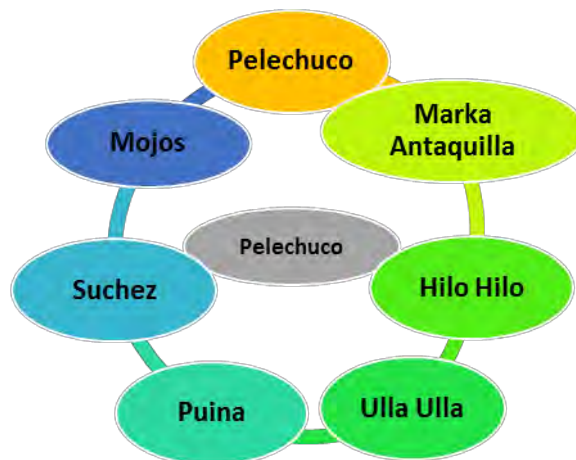 Pelechuco
Marka
Antaquilla
Mojos
Pelechuco
Suchez
Hilo Hilo
Puina
Ulla Ulla